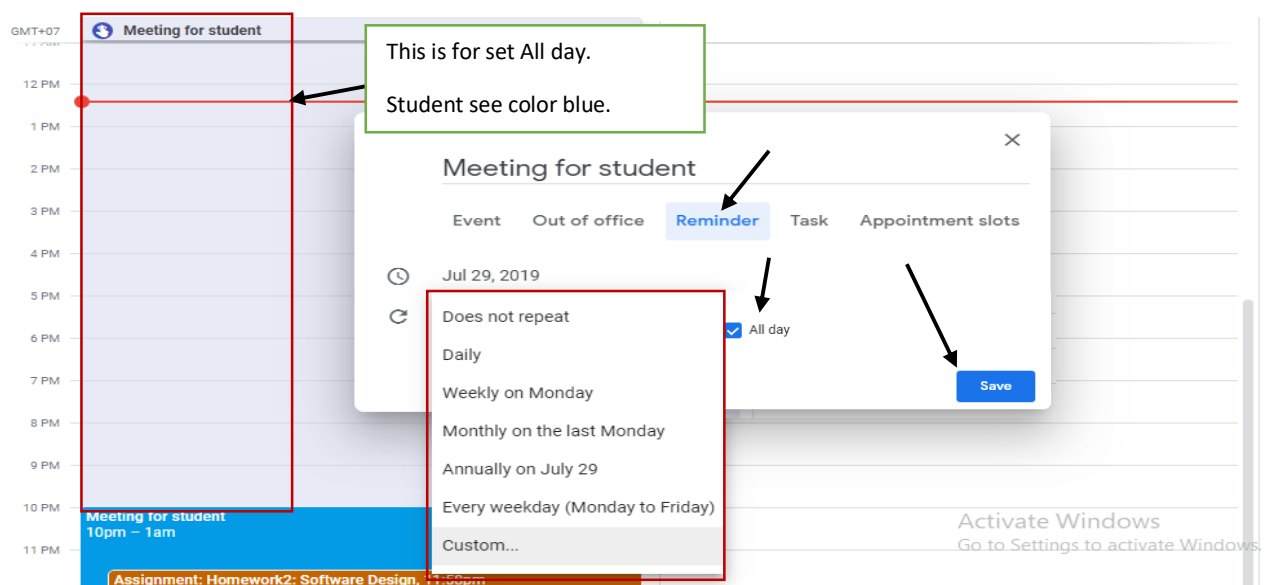 GMT+07
Meeting for student
This is for set All day.
Student see color blue.
12 PM
1 PM
2 PM
3 PM
4 PM
5 PM
6 PM
7 PM
8 PM
9 PM
10 PM
11 PM
Meeting for student
Event Out of office Reminder Task Appointment slots
Jul 29, 2019
Does not repeat
All day
Daily
Weekly on Monday
Monthly on the last Monday
Annually on July 29
Every weekday (Monday to Friday)
Custom...
Save
Meeting for student
10pm – 1am
Assignment: Homework2: Software Design, 11:59pm
Activate Windows
Go to Settings to activate Windows.